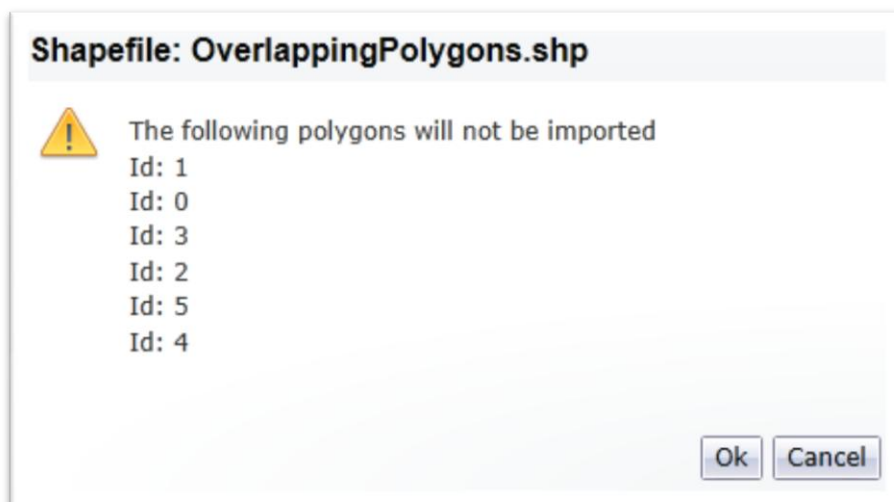 Shapefile: OverlappingPolygons.shp
The following polygons will not be imported
Id: 1
Id: 0
Id: 3
Id: 2
Id: 5
Id: 4
Ok Cancel